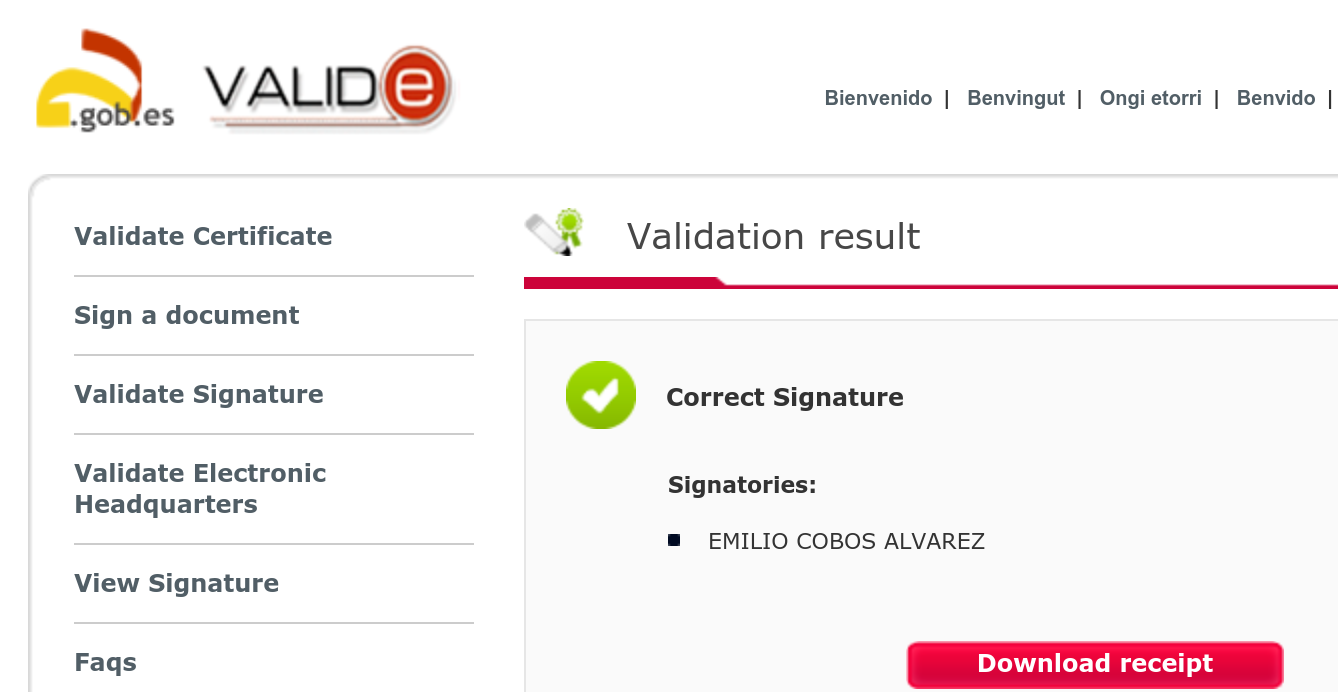 .gob.es
VALIDe
Bienvenido | Benvingut | Ongi etorri | Benvido |
Validate Certificate
Sign a document
Validate Signature
Validate Electronic
Headquarters
View Signature
Faqs
Validation result
Correct Signature
Signatories:
EMILIO COBOS ALVAREZ
Download receipt